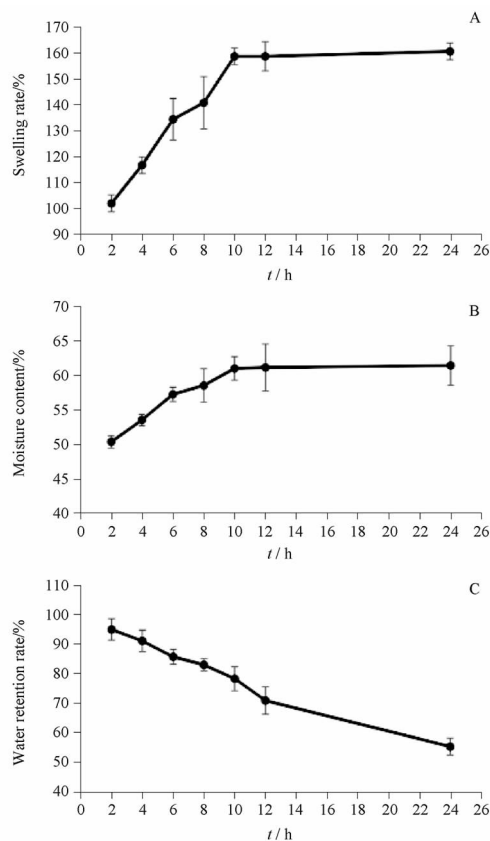 A
160
170
150
140
130
120
110
100
90
Swelling rate/%
0 2 4 6 8 10 12 14 16 18 20 22 24 26
t / h
B
70
65
60
55
50
45
40
Moisture content/%
0 2 4 6 8 10 12 14 16 18 20 22 24 26
t / h
C
110
100
90
80
70
60
50
40
Water retention rate/%
0 2 4 6 8 10 12 14 16 18 20 22 24 26
t / h